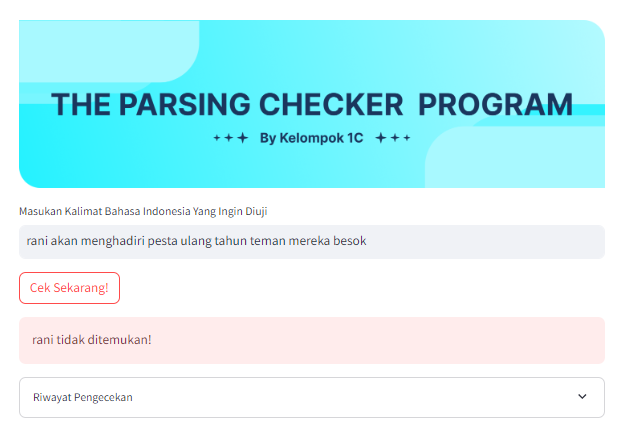 THE PARSING CHECKER PROGRAM
By Kelompok 1C
Masukan Kalimat Bahasa Indonesia Yang Ingin Diuji
rani akan menghadiri pesta ulang tahun teman mereka besok
Cek Sekarang!
rani tidak ditemukan!
Riwayat Pengecekan